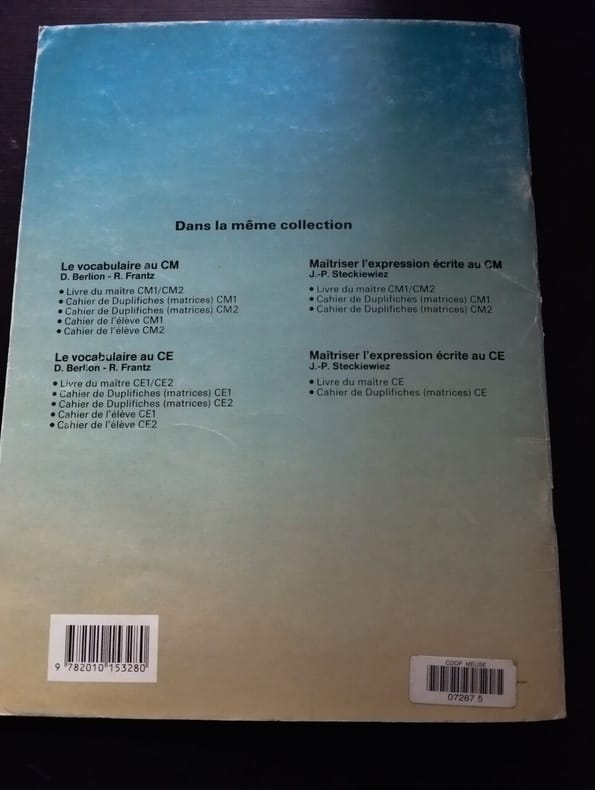 Dans la même collection
Le vocabulaire au CM
D. Berlion - R. Frantz
• Livre du maître CM1/CM2
• Cahier de Duplifiches (matrices) CM1
• Cahier de Duplifiches (matrices) CM2
• Cahier de l'élève CM1
• Cahier de l'élève CM2
Le vocabulaire au CE
D. Berlion - R. Frantz
• Livre du maître CE1/CE2
• Cahier de Duplifiches (matrices) CE1
• Cahier de Duplifiches (matrices) CE2
• Cahier de l'élève CE1
• Cahier de l'élève CE2
Maîtriser l'expression écrite au CM
J.-P. Steckiewiez
• Livre du maître CM1/CM2
• Cahier de Duplifiches (matrices) CM1
• Cahier de Duplifiches (matrices) CM2
Maîtriser l'expression écrite au CE
J.-P. Steckiewiez
• Livre du maître CE
• Cahier de Duplifiches (matrices) CE
9 782010 153280
CDDP MEUSE
07287 5